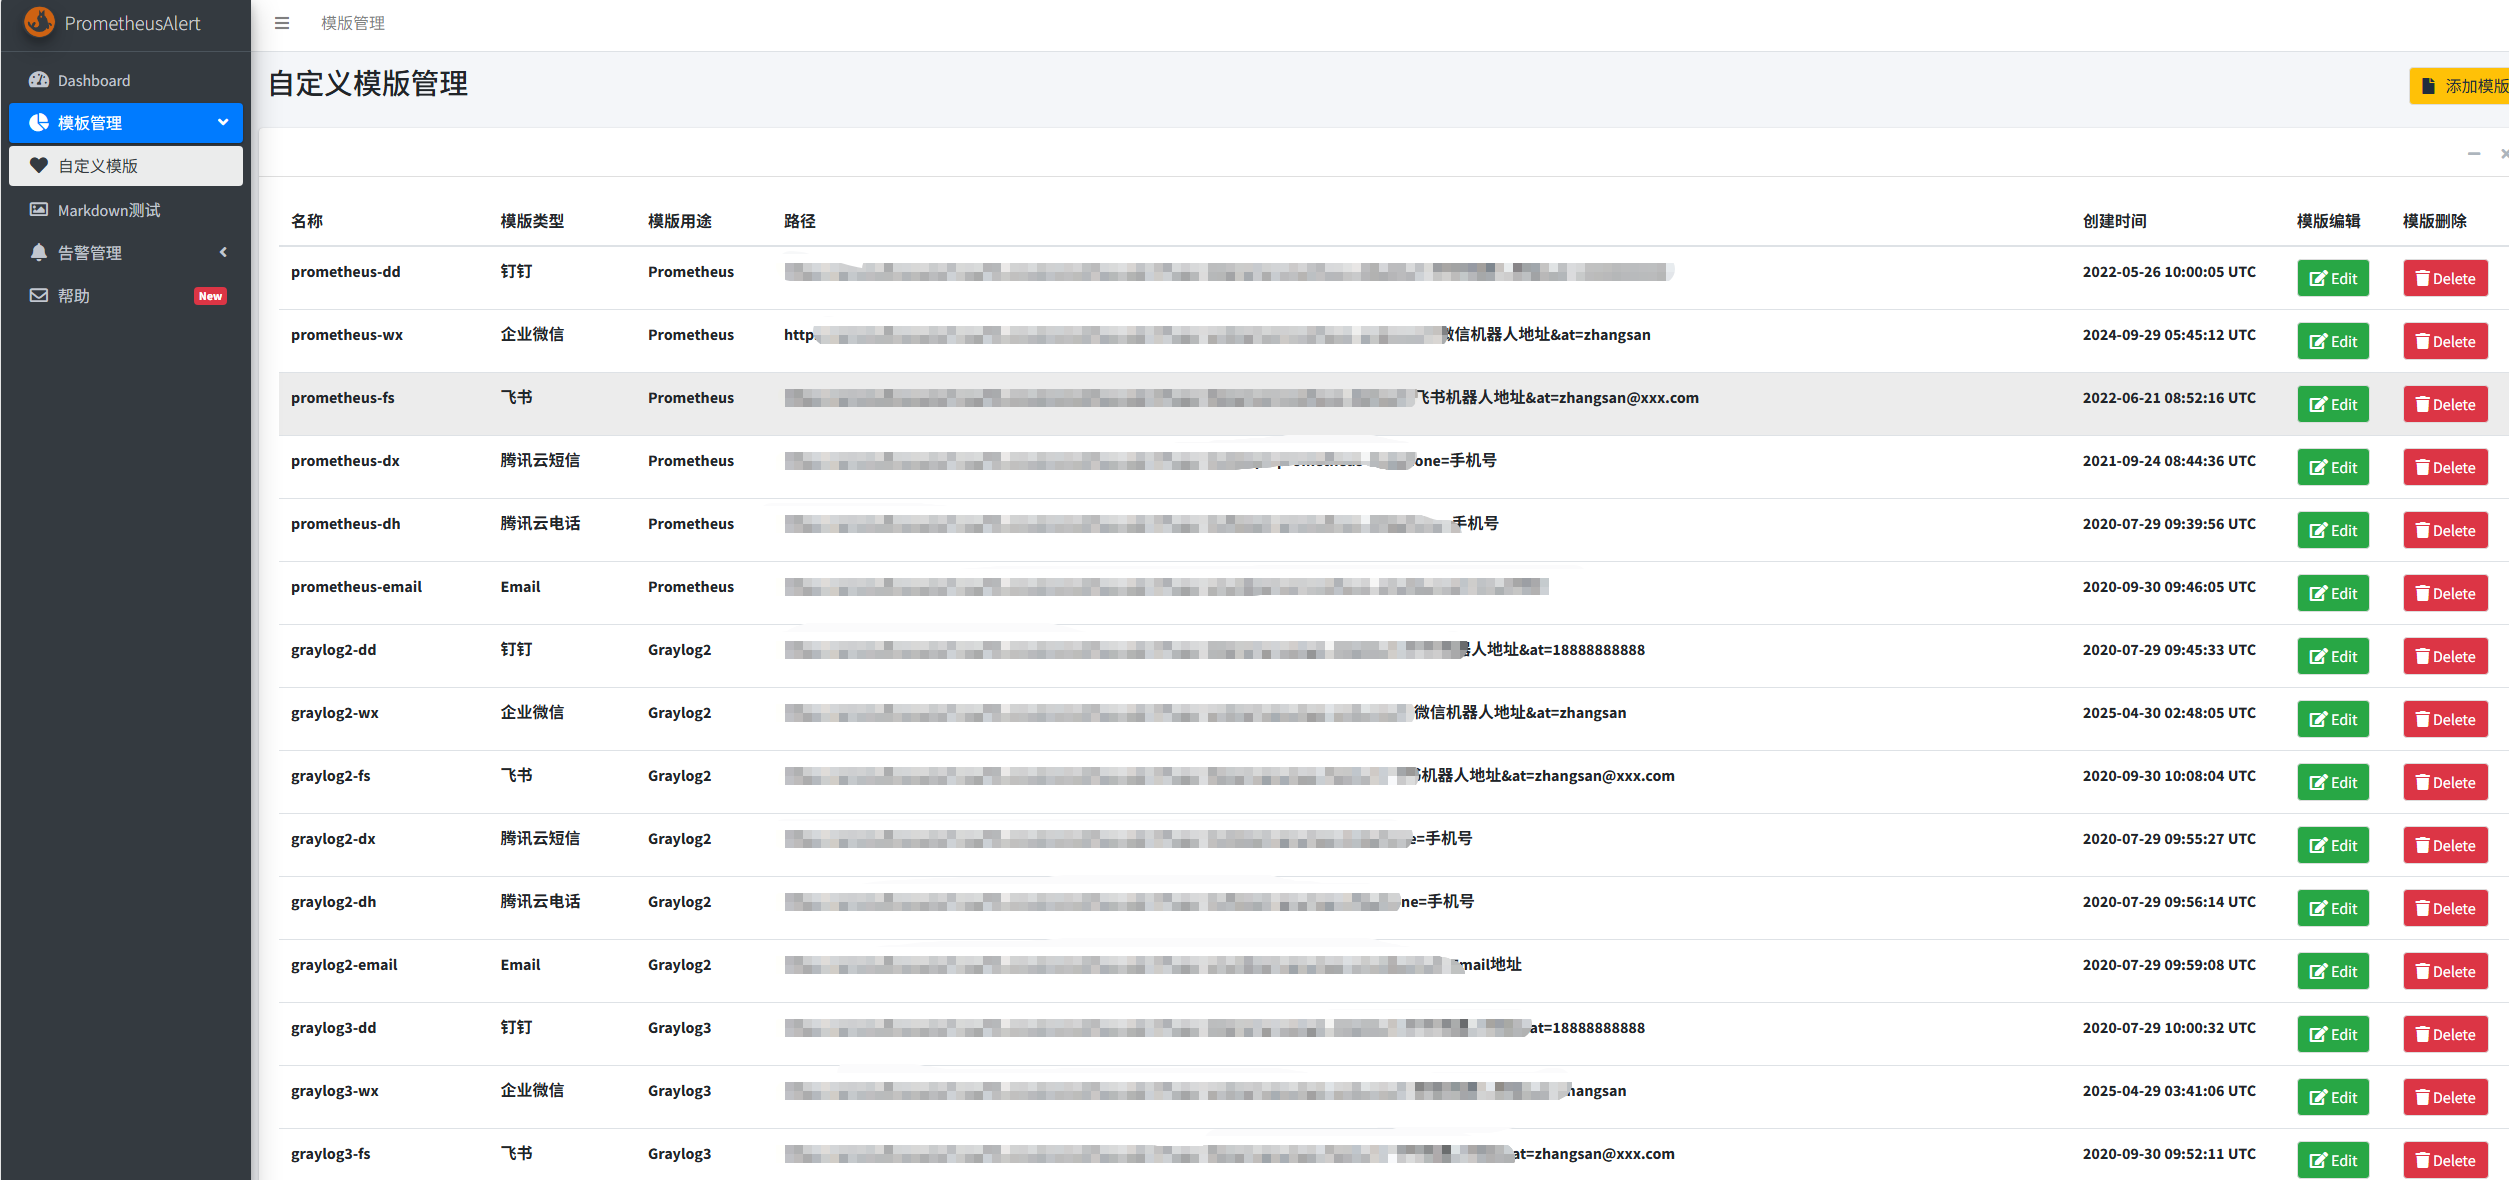 PrometheusAlert
模版管理
Dashboard
模板管理
自定义模版
Markdown测试
告警管理
帮助 New
自定义模版管理
添加模版
名称 模版类型 模版用途 路径 创建时间 模版编辑 模版删除
prometheus-dd 钉钉 Prometheus 2022-05-26 10:00:05 UTC Edit Delete
prometheus-wx 企业微信 Prometheus http 信机器人地址&at=zhangsan 2024-09-29 05:45:12 UTC Edit Delete
prometheus-fs 飞书 Prometheus 飞书机器人地址&at=zhangsan@xxx.com 2022-06-21 08:52:16 UTC Edit Delete
prometheus-dx 腾讯云短信 Prometheus one=手机号 2021-09-24 08:44:36 UTC Edit Delete
prometheus-dh 腾讯云电话 Prometheus 手机号 2020-07-29 09:39:56 UTC Edit Delete
prometheus-email Email Prometheus 2020-09-30 09:46:05 UTC Edit Delete
graylog2-dd 钉钉 Graylog2 人地址&at=18888888888 2020-07-29 09:45:33 UTC Edit Delete
graylog2-wx 企业微信 Graylog2 微信机器人地址&at=zhangsan 2025-04-30 02:48:05 UTC Edit Delete
graylog2-fs 飞书 Graylog2 机器人地址&at=zhangsan@xxx.com 2020-09-30 10:08:04 UTC Edit Delete
graylog2-dx 腾讯云短信 Graylog2 e=手机号 2020-07-29 09:55:27 UTC Edit Delete
graylog2-dh 腾讯云电话 Graylog2 ne=手机号 2020-07-29 09:56:14 UTC Edit Delete
graylog2-email Email Graylog2 mail地址 2020-07-29 09:59:08 UTC Edit Delete
graylog3-dd 钉钉 Graylog3 at=18888888888 2020-07-29 10:00:32 UTC Edit Delete
graylog3-wx 企业微信 Graylog3 hangsan 2025-04-29 03:41:06 UTC Edit Delete
graylog3-fs 飞书 Graylog3 at=zhangsan@xxx.com 2020-09-30 09:52:11 UTC Edit Delete